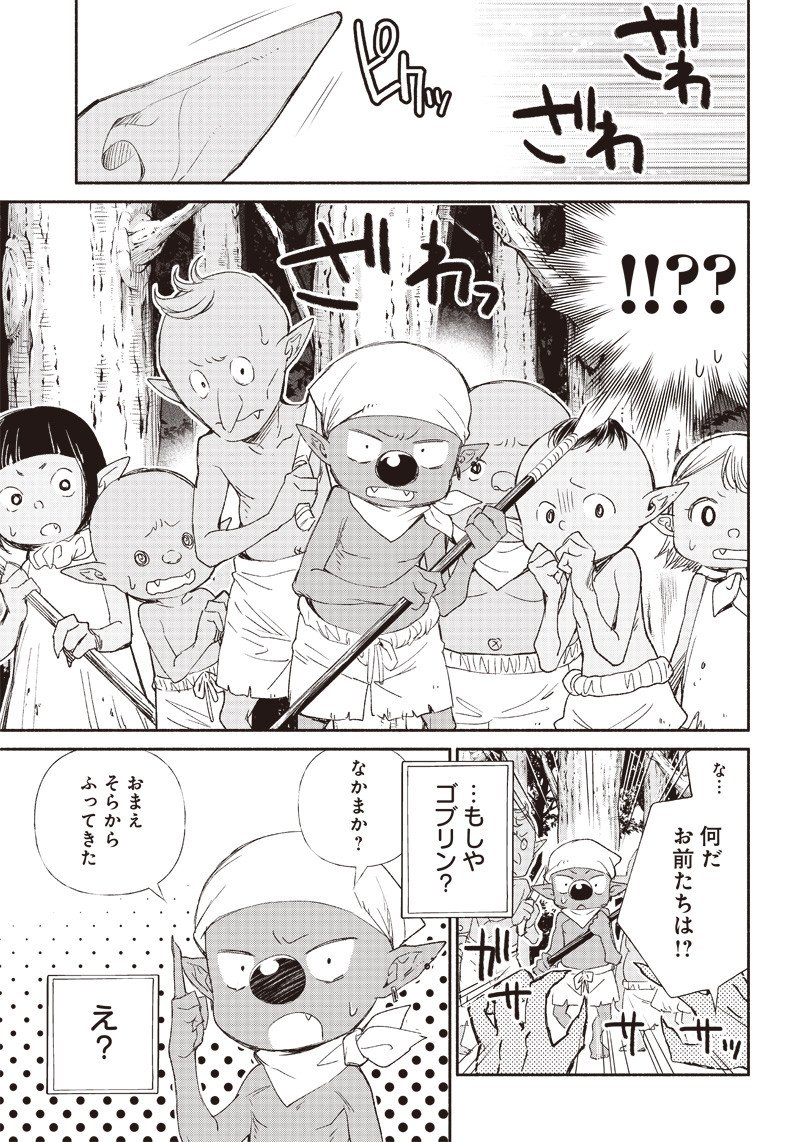 ざわ
ざわ
ピクッ
!!??
ざわっ
な…
何だ
お前たちは!?
ガサ
ガサッ
…もしや
ゴブリン?
なかまか?
おまえ
そらから
ふってきた
え?